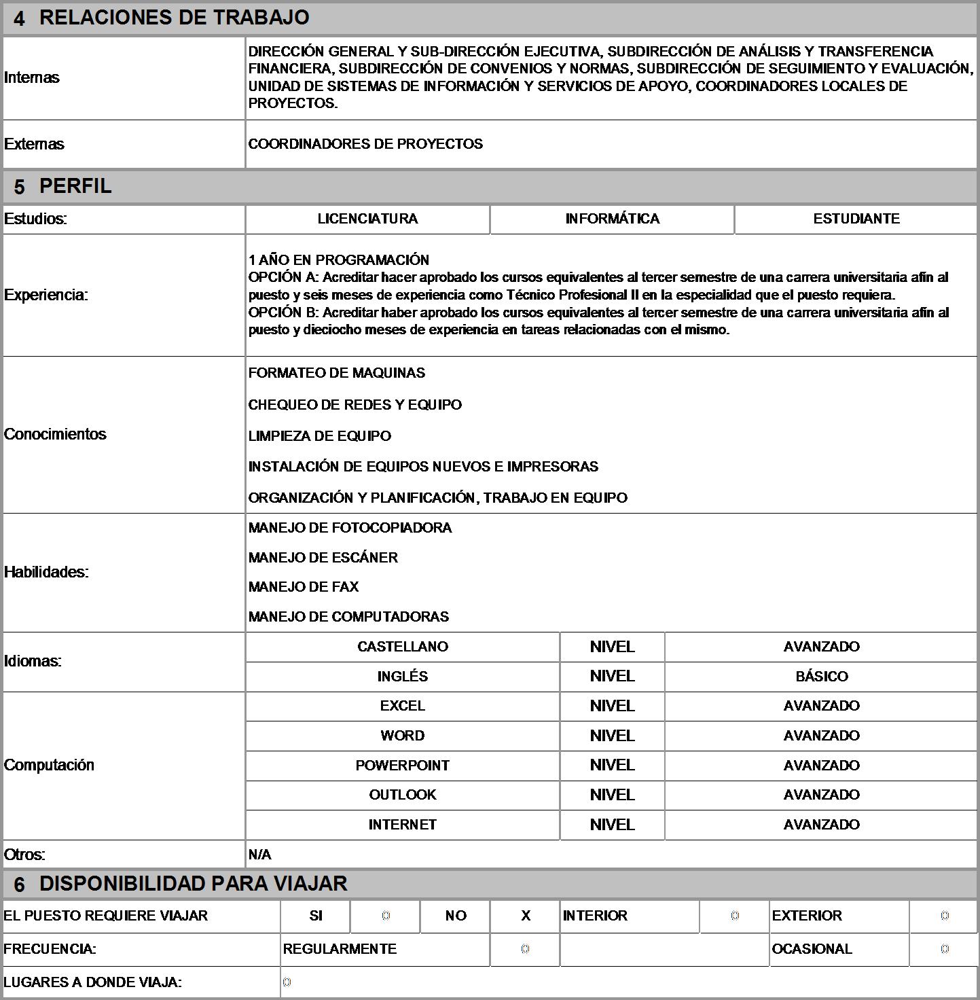 4 RELACIONES DE TRABAJO
Internas
DIRECCIÓN GENERAL Y SUB-DIRECCIÓN EJECUTIVA, SUBDIRECCIÓN DE ANÁLISIS Y TRANSFERENCIA
FINANCIERA, SUBDIRECCIÓN DE CONVENIOS Y NORMAS, SUBDIRECCIÓN DE SEGUIMIENTO Y EVALUACIÓN,
UNIDAD DE SISTEMAS DE INFORMACIÓN Y SERVICIOS DE APOYO, COORDINADORES LOCALES DE
PROYECTOS.
Externas COORDINADORES DE PROYECTOS
5 PERFIL
Estudios: LICENCIATURA INFORMÁTICA ESTUDIANTE
Experiencia:
1 AÑO EN PROGRAMACIÓN
OPCIÓN A: Acreditar hacer aprobado los cursos equivalentes al tercer semestre de una carrera universitaria afín al
puesto y seis meses de experiencia como Técnico Profesional II en la especialidad que el puesto requiera.
OPCIÓN B: Acreditar haber aprobado los cursos equivalentes al tercer semestre de una carrera universitaria afín al
puesto y dieciocho meses de experiencia en tareas relacionadas con el mismo.
Conocimientos
FORMATEO DE MAQUINAS
CHEQUEO DE REDES Y EQUIPO
LIMPIEZA DE EQUIPO
INSTALACIÓN DE EQUIPOS NUEVOS E IMPRESORAS
ORGANIZACIÓN Y PLANIFICACIÓN, TRABAJO EN EQUIPO
Habilidades:
MANEJO DE FOTOCOPIADORA
MANEJO DE ESCÁNER
MANEJO DE FAX
MANEJO DE COMPUTADORAS
Idiomas:
CASTELLANO NIVEL AVANZADO
INGLÉS NIVEL BÁSICO
Computación
EXCEL NIVEL AVANZADO
WORD NIVEL AVANZADO
POWERPOINT NIVEL AVANZADO
OUTLOOK NIVEL AVANZADO
INTERNET NIVEL AVANZADO
Otros: N/A
6 DISPONIBILIDAD PARA VIAJAR
EL PUESTO REQUIERE VIAJAR SI 0 NO X INTERIOR 0 EXTERIOR 0
FRECUENCIA: REGULARMENTE 0 OCASIONAL 0
LUGARES A DONDE VIAJA: 0